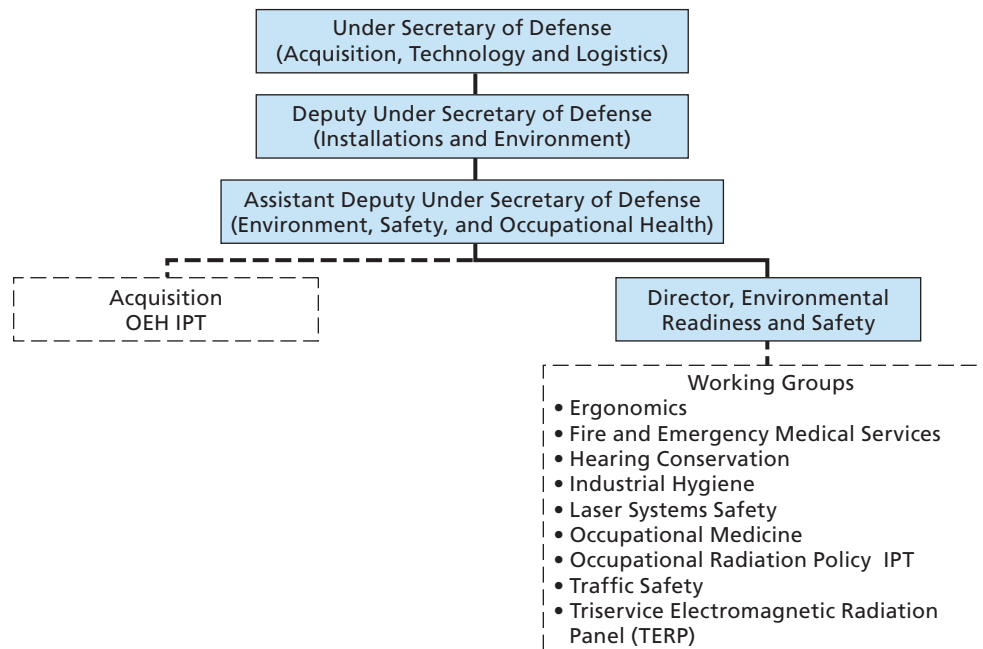 Under Secretary of Defense
(Acquisition, Technology and Logistics)
Deputy Under Secretary of Defense
(Installations and Environment)
Assistant Deputy Under Secretary of Defense
(Environment, Safety, and Occupational Health)
Acquisition
OEH IPT
Director, Environmental
Readiness and Safety
Working Groups
• Ergonomics
• Fire and Emergency Medical Services
• Hearing Conservation
• Industrial Hygiene
• Laser Systems Safety
• Occupational Medicine
• Occupational Radiation Policy IPT
• Traffic Safety
• Triservice Electromagnetic Radiation
Panel (TERP)